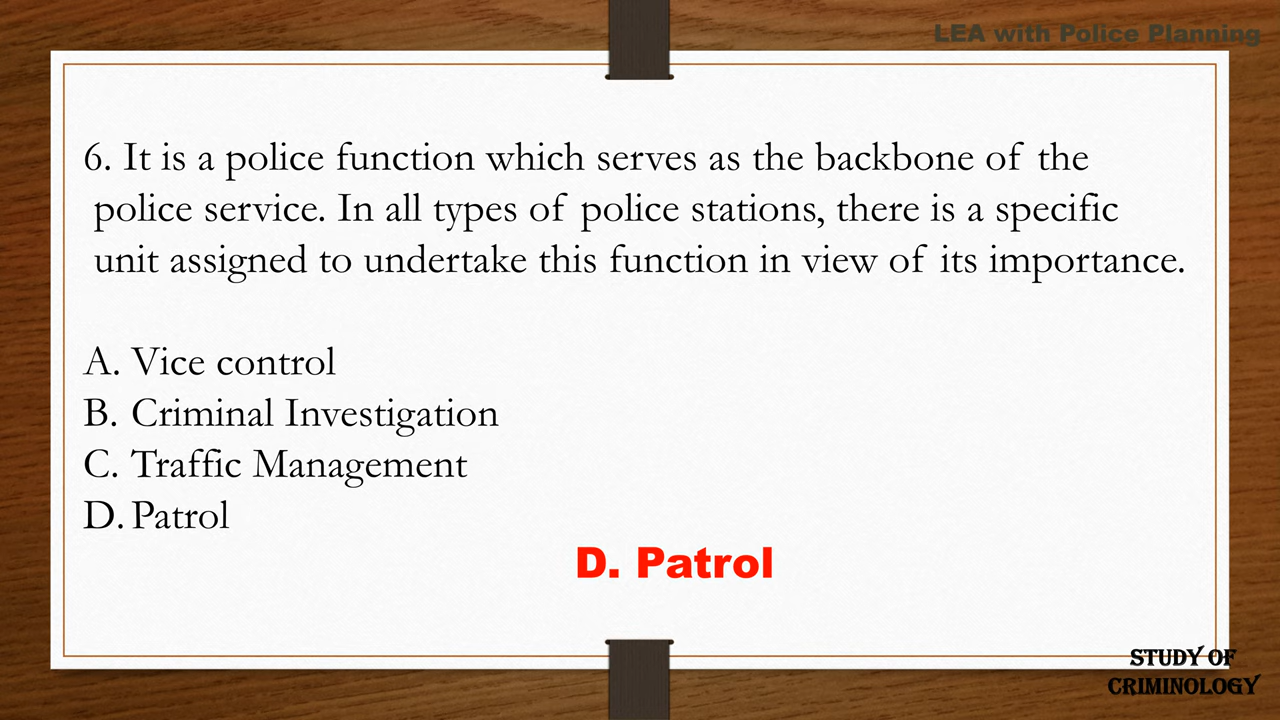 LEA with Police Planning
6. It is a police function which serves as the backbone of the
police service. In all types of police stations, there is a specific
unit assigned to undertake this function in view of its importance.
A. Vice control
B. Criminal Investigation
C. Traffic Management
D. Patrol
D. Patrol
STUDY OF
CRIMINOLOGY